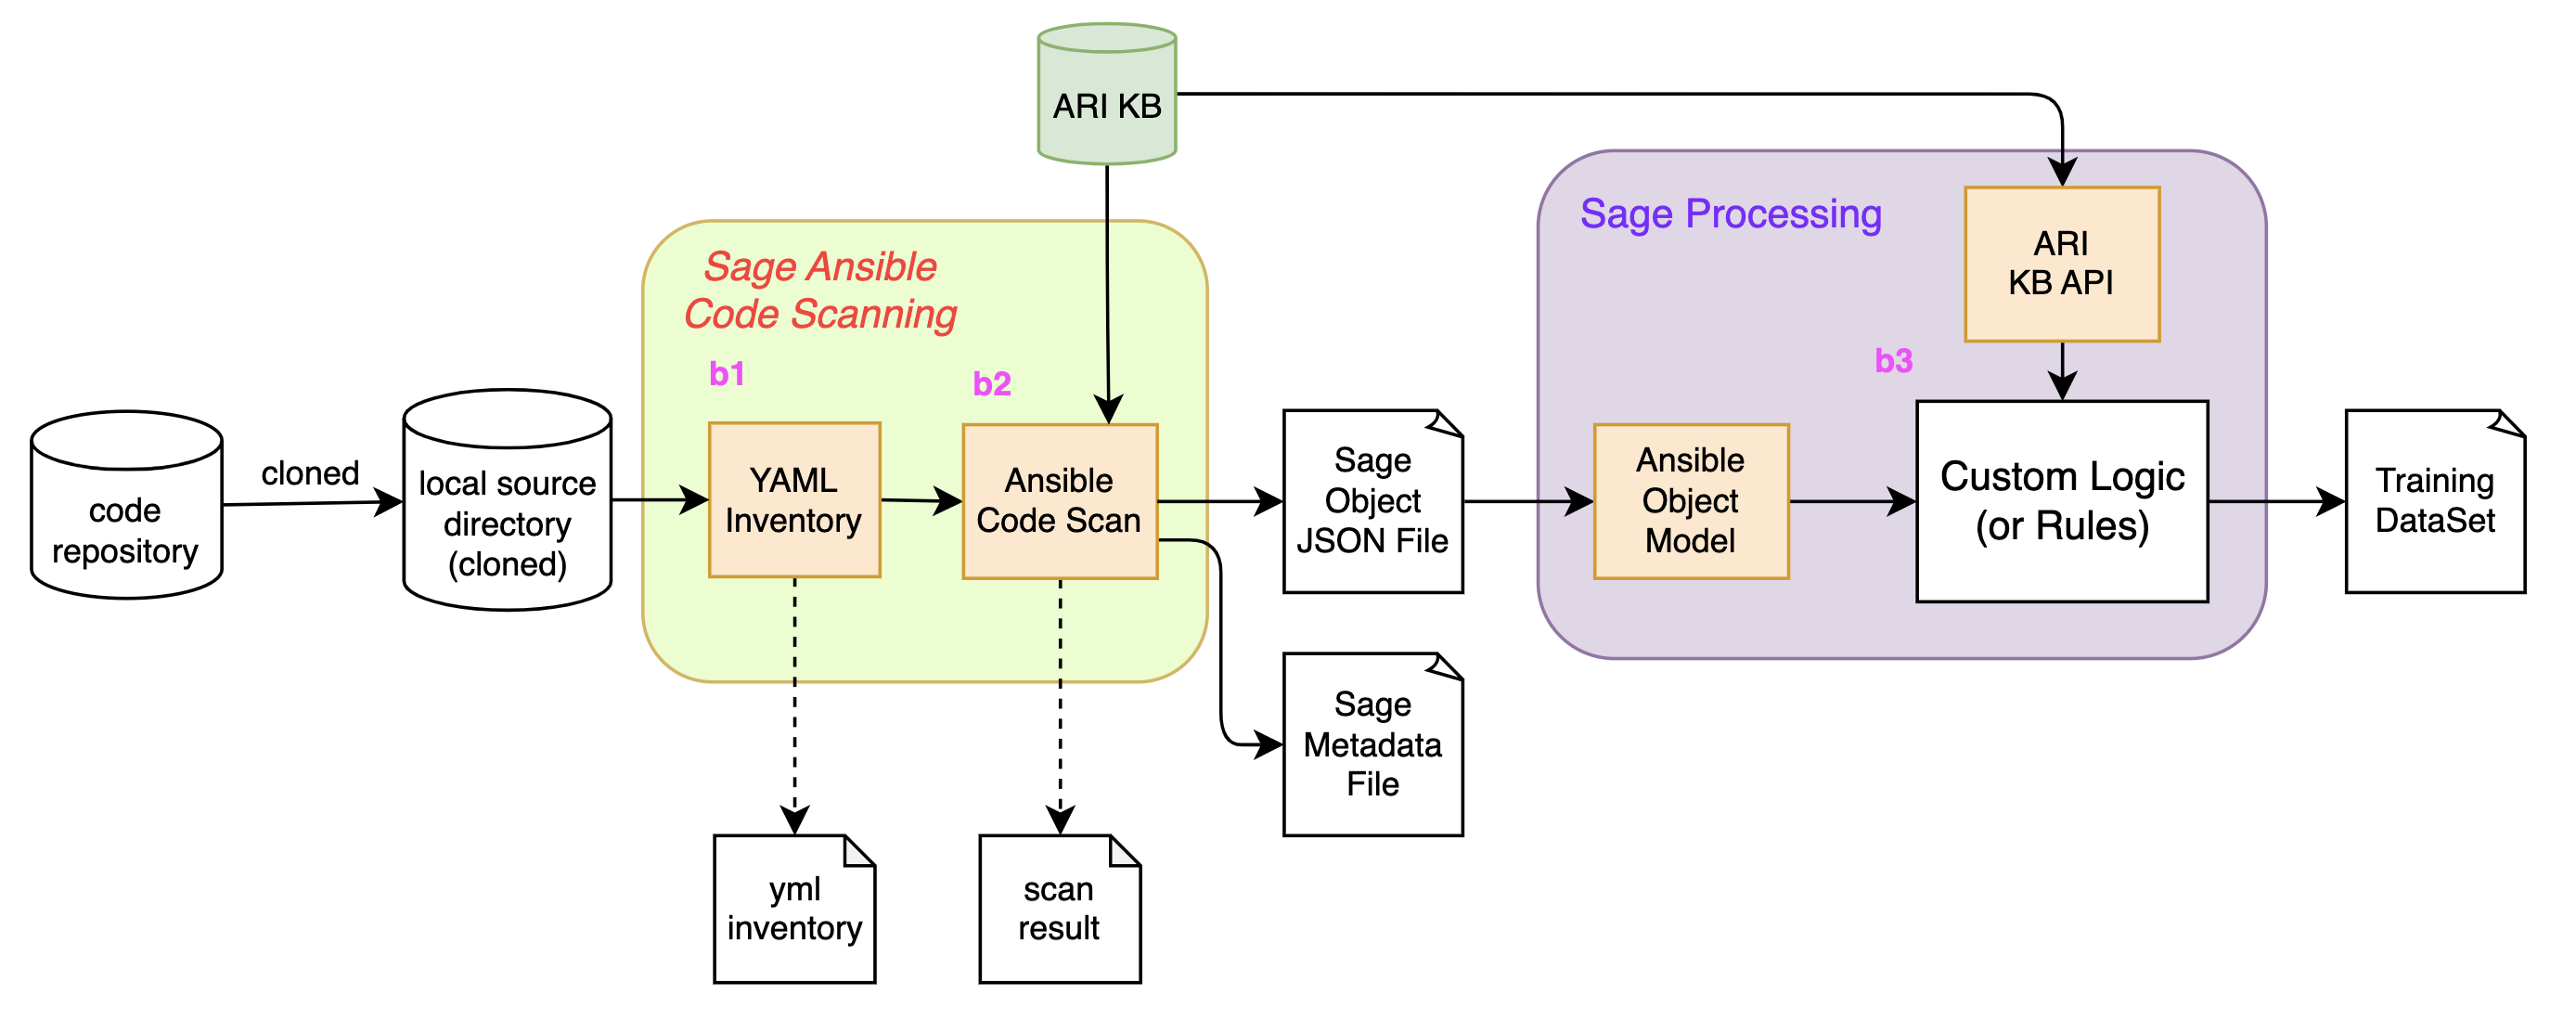 ARI KB
Sage Processing
ARI
KB API
Sage Ansible
Code Scanning
b1
b2
b3
code
repository
cloned
local source
directory
(cloned)
YAML
Inventory
Ansible
Code Scan
Sage
Object
JSON File
Ansible
Object
Model
Custom Logic
(or Rules)
Training
DataSet
Sage
Metadata
File
yml
inventory
scan
result